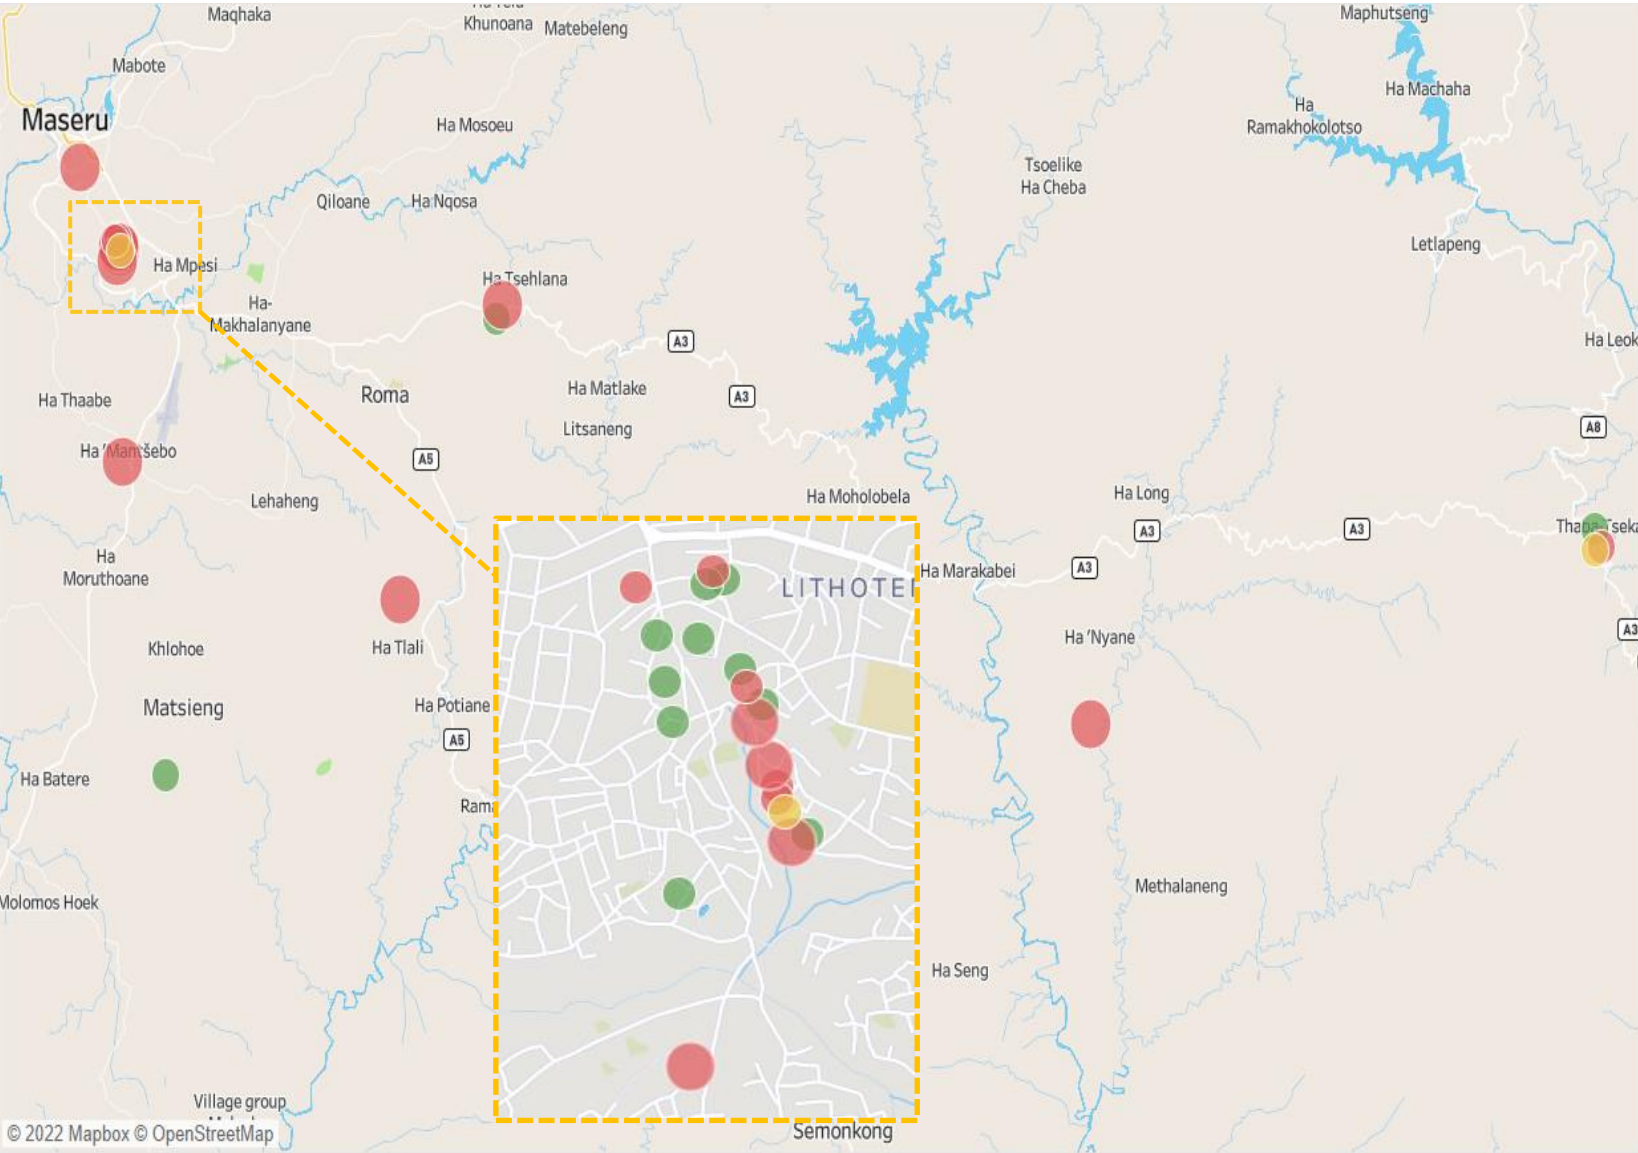 Maqhaka
Khunoana
Matebeleng
Maphutseng
Mabote
Ha Machaha
Maseru
Ha Mosoeu
Ha
Ramakhokolotso
Tsoelike
Ha Cheba
Qiloane
Ha Nqosa
Letlapeng
Ha Mpesi
Ha Tsehlana
Ha-
Makhalanyane
A3
Ha Leok
Roma
Ha Matlake
A3
Ha Thaabe
Litsaneng
A8
Ha 'Mantšebo
A5
Lehaheng
Ha Moholobela
Ha Long
A3
A3
Thaba-Tseka
Ha
Moruthoane
Ha Marakabei
A3
LITHOTE
Khlohoe
Ha Tlali
Ha 'Nyane
A3
Matsieng
Ha Potiane
A5
Ha Batere
Rama
Methalaneng
Molomos Hoek
Ha Seng
Village group
© 2022 Mapbox © OpenStreetMap
Semonkong